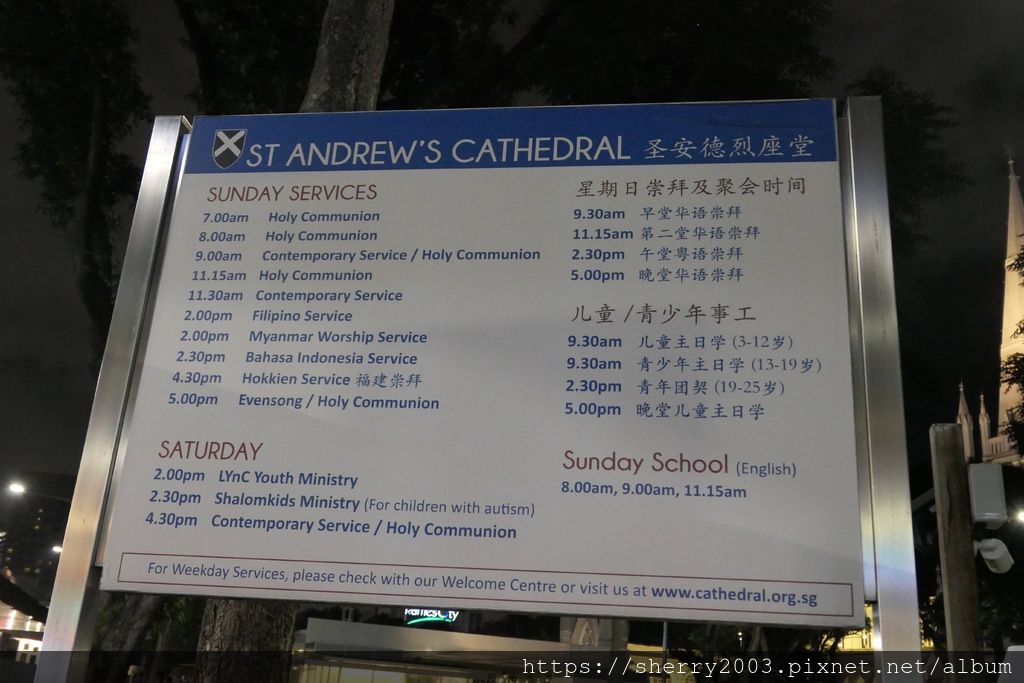 ST ANDREW'S CATHEDRAL 圣安德烈座堂
SUNDAY SERVICES
7.00am Holy Communion
8.00am Holy Communion
9.00am Contemporary Service / Holy Communion
11.15am Holy Communion
11.30am Contemporary Service
2.00pm Filipino Service
2.00pm Myanmar Worship Service
2.30pm Bahasa Indonesia Service
4.30pm Hokkien Service 福建崇拜
5.00pm Evensong / Holy Communion
SATURDAY
2.00pm LYnC Youth Ministry
2.30pm Shalomkids Ministry (For children with autism)
4.30pm Contemporary Service / Holy Communion
星期日崇拜及聚会时间
9.30am 早堂华语崇拜
11.15am 第二堂华语崇拜
2.30pm 午堂粤语崇拜
5.00pm 晚堂华语崇拜
儿童 /青少年事工
9.30am 儿童主日学 (3-12岁)
9.30am 青少年主日学 (13-19岁)
2.30pm 青年团契 (19-25岁)
5.00pm 晚堂儿童主日学
Sunday School (English)
8.00am, 9.00am, 11.15am
For Weekday Services, please check with our Welcome Centre or visit us at www.cathedral.org.sg
https://sherry2003.pixnet.net/album